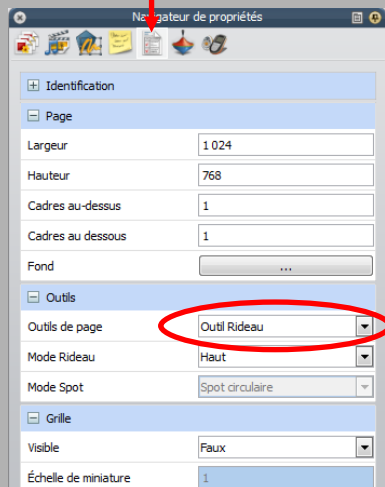 Navigateur de propriétés
Identification
Page
Largeur 1 024
Hauteur 768
Cadres au-dessus 1
Cadres au dessous 1
Fond ...
Outils
Outils de page Outil Rideau
Mode Rideau Haut
Mode Spot Spot circulaire
Grille
Visible Faux
Échelle de miniature 1